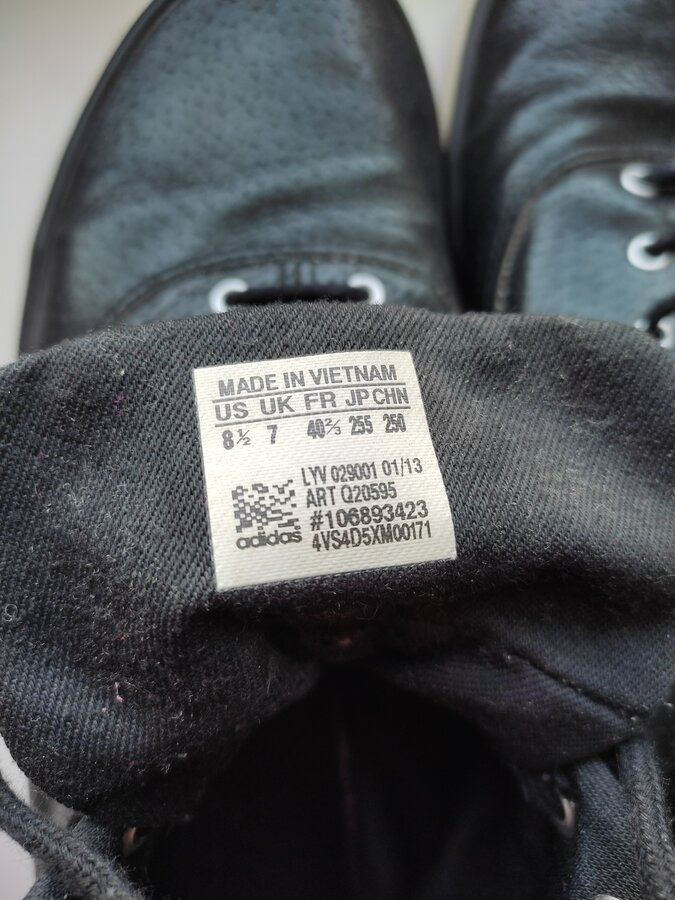 MADE IN VIETNAM
US UK FR JP CHN
8½ 7 40⅔ 255 250
LYV 029001 01/13
ART Q20595
#106893423
adidas 4VS4D5XM00171